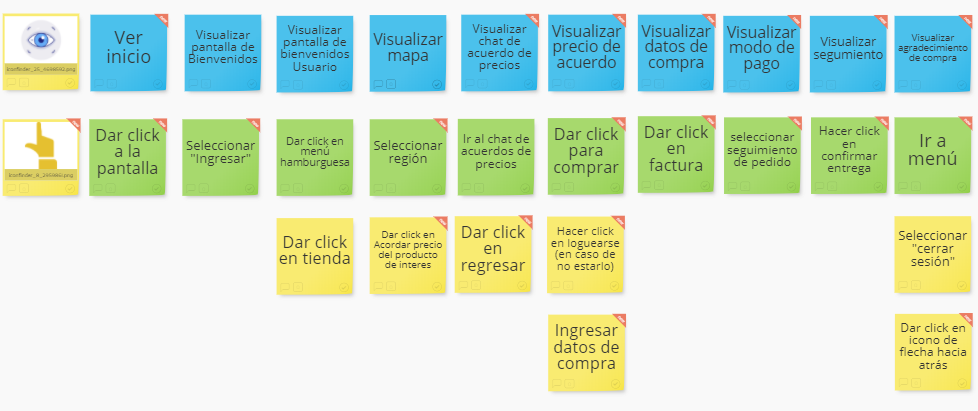 iconfinder_25_4698592.png
Ver
inicio
Visualizar
pantalla de
Bienvenidos
Visualizar
pantalla de
bienvenidos
Usuario
Visualizar
mapa
Visualizar
chat de
acuerdo de
precios
Visualizar
precio de
acuerdo
Visualizar
datos de
compra
Visualizar
modo de
pago
Visualizar
segumiento
Visualizar
agradecimiento
de compra
Dar click
a la
pantalla
Seleccionar
"Ingresar"
Dar click en
menú
hamburguesa
Seleccionar
región
Ir al chat de
acuerdos de
precios
Dar click
para
comprar
Dar click
en
factura
seleccionar
seguimiento
de pedido
Hacer click
en
confirmar
entrega
Ir a
menú
Dar click
en tienda
Dar click en
Acordar precio
del producto
de interes
Dar click
en
regresar
Hacer click
en loguearse
(en caso de
no estarlo)
Seleccionar
"cerrar
sesión"
Ingresar
datos de
compra
Dar click en
icono de
flecha hacia
atrás